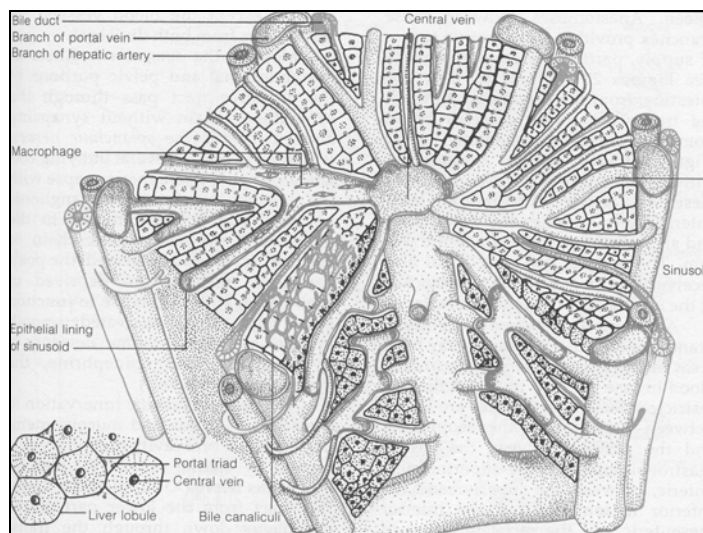 Bile duct
Branch of portal vein
Branch of hepatic artery
Central vein
Macrophage
Sinusoi
Epithelial lining
of sinusoid
Portal triad
Central vein
Liver lobule
Bile canaliculi